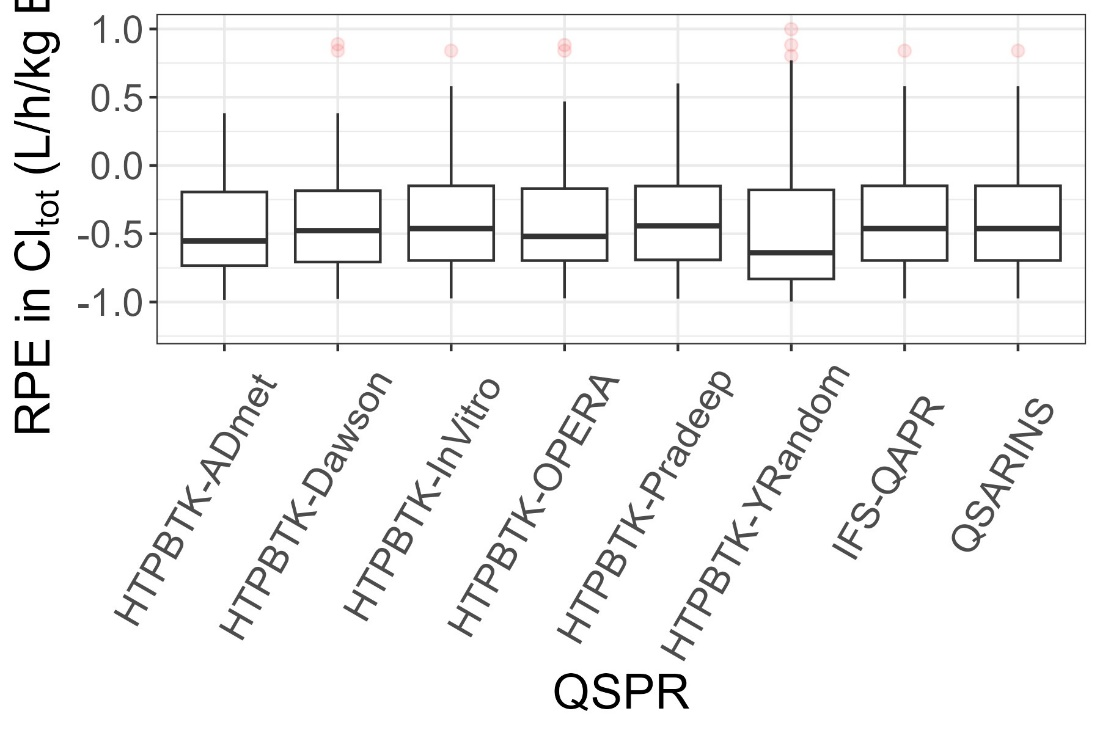 RPE in Cltot (L/h/kg B
1.0
0.5
0.0
-0.5
-1.0
HTPBTK-ADmet
HTPBTK-Dawson
HTPBTK-InVitro
HTPBTK-OPERA
HTPBTK-Pradeep
HTPBTK-YRandom
IFS-QAPR
QSARINS
QSPR